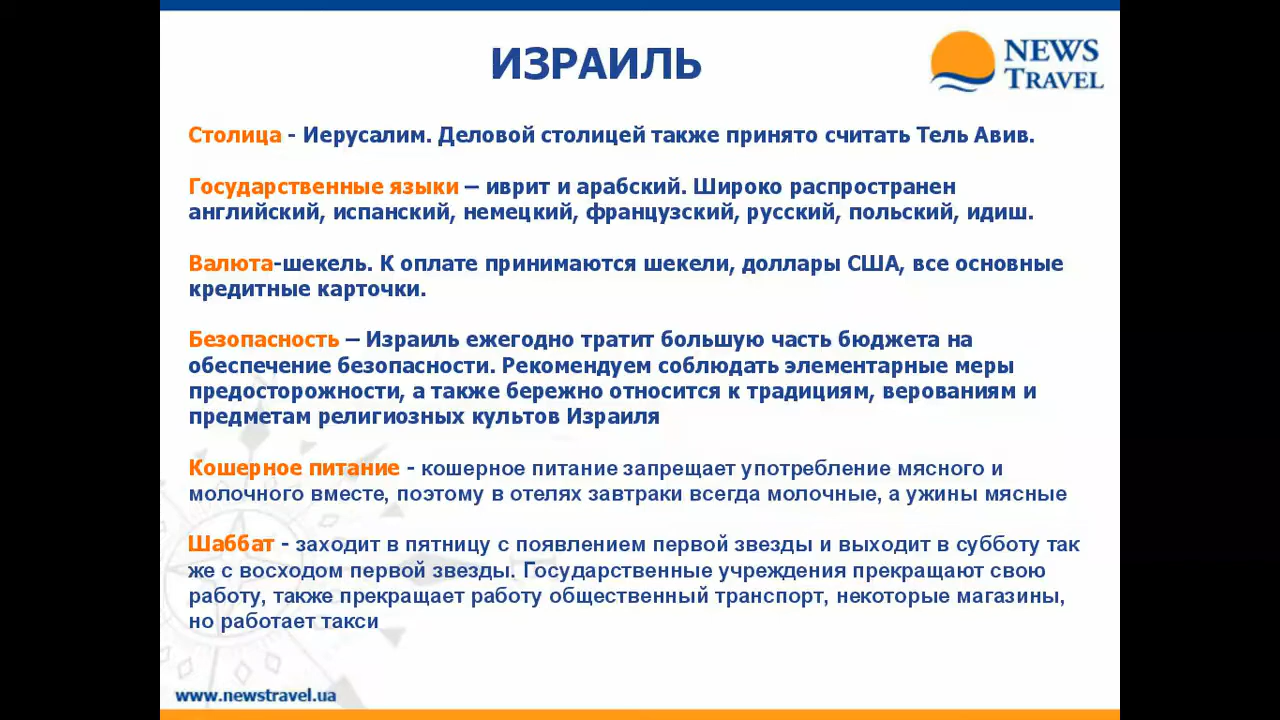 ИЗРАИЛЬ
NEWS
TRAVEL
Столица - Иерусалим. Деловой столицей также принято считать Тель Авив.
Государственные языки – иврит и арабский. Широко распространен
английский, испанский, немецкий, французский, русский, польский, идиш.
Валюта-шекель. К оплате принимаются шекели, доллары США, все основные
кредитные карточки.
Безопасность – Израиль ежегодно тратит большую часть бюджета на
обеспечение безопасности. Рекомендуем соблюдать элементарные меры
предосторожности, а также бережно относится к традициям, верованиям и
предметам религиозных культов Израиля
Кошерное питание - кошерное питание запрещает употребление мясного и
молочного вместе, поэтому в отелях завтраки всегда молочные, а ужины мясные
Шаббат - заходит в пятницу с появлением первой звезды и выходит в субботу так
же с восходом первой звезды. Государственные учреждения прекращают свою
работу, также прекращает работу общественный транспорт, некоторые магазины,
но работает такси
www.newstravel.ua